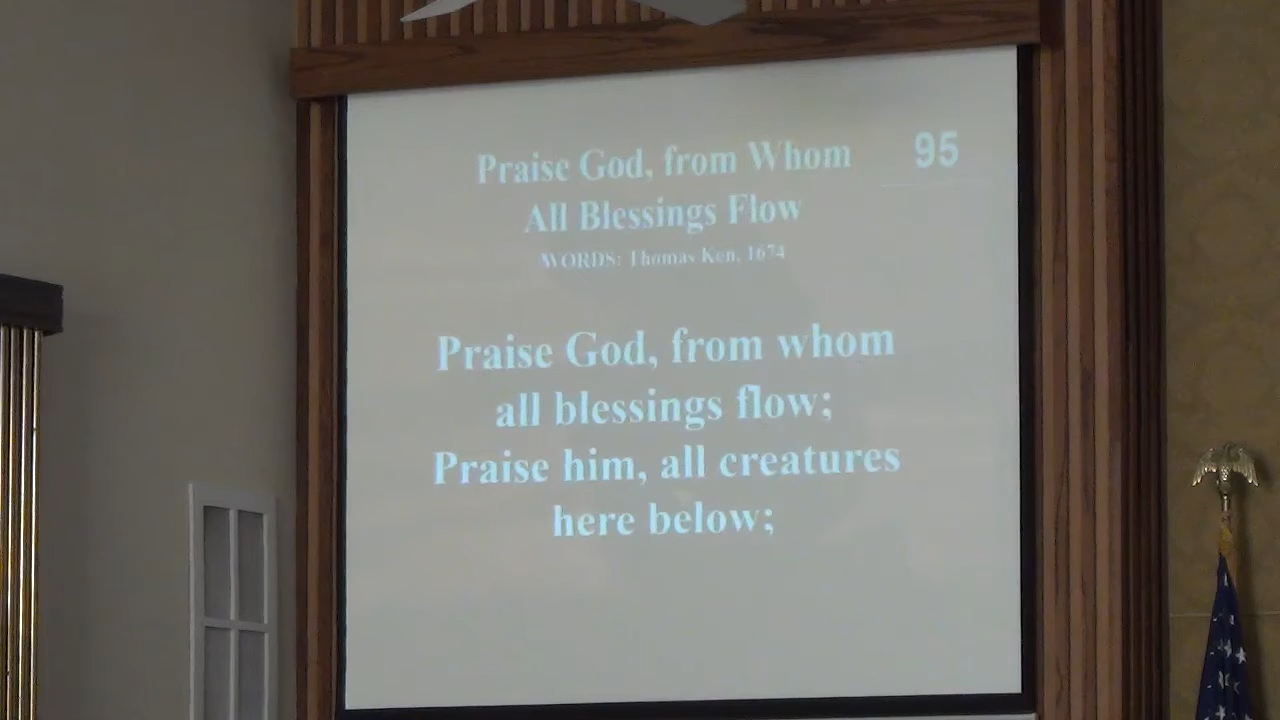 Praise God, from Whom 95
All Blessings Flow
WORDS: Thomas Ken, 1674
Praise God, from whom
all blessings flow;
Praise him, all creatures
here below;